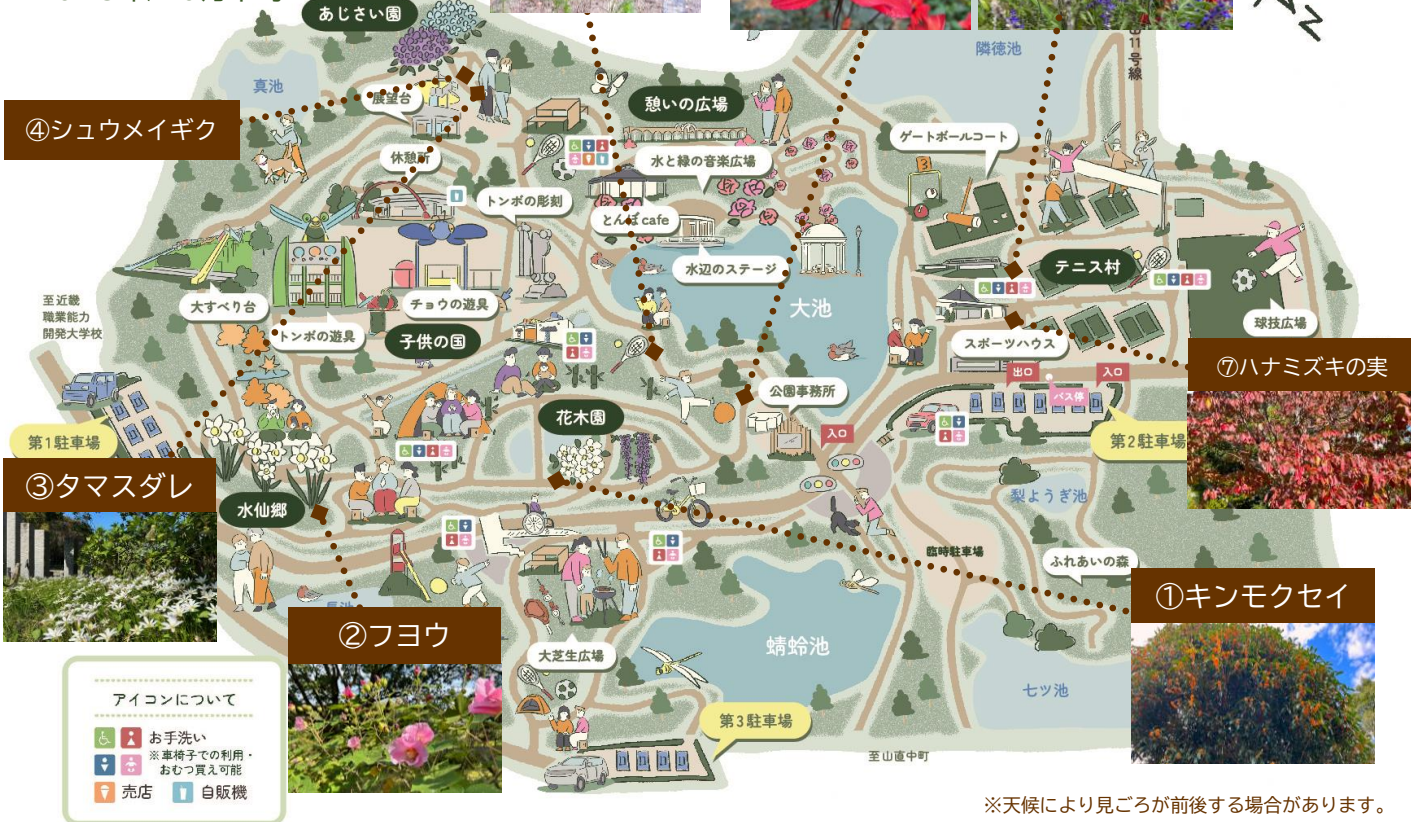 あじさい園
隣徳池
真池
④シュウメイギク
展望台
憩いの広場
ゲートボールコート
休憩所
水と緑の音楽広場
トンボの彫刻
とんぼcafe
水辺のステージ
テニス村
大池
至近畿
職業能力
開発大学校
大すべり台
チョウの遊具
トンボの遊具
子供の国
スポーツハウス
球技広場
⑦ハナミズキの実
出口
入口
バス停
公園事務所
花木園
入口
第1駐車場
第2駐車場
③タマスダレ
水仙郷
梨ようぎ池
臨時駐車場
ふれあいの森
①キンモクセイ
②フヨウ
大芝生広場
蜻蛉池
七ツ池
第3駐車場
至山直中町
アイコンについて
お手洗い
※車椅子での利用・
おむつ買え可能
売店
自販機
※天候により見ごろが前後する場合があります。